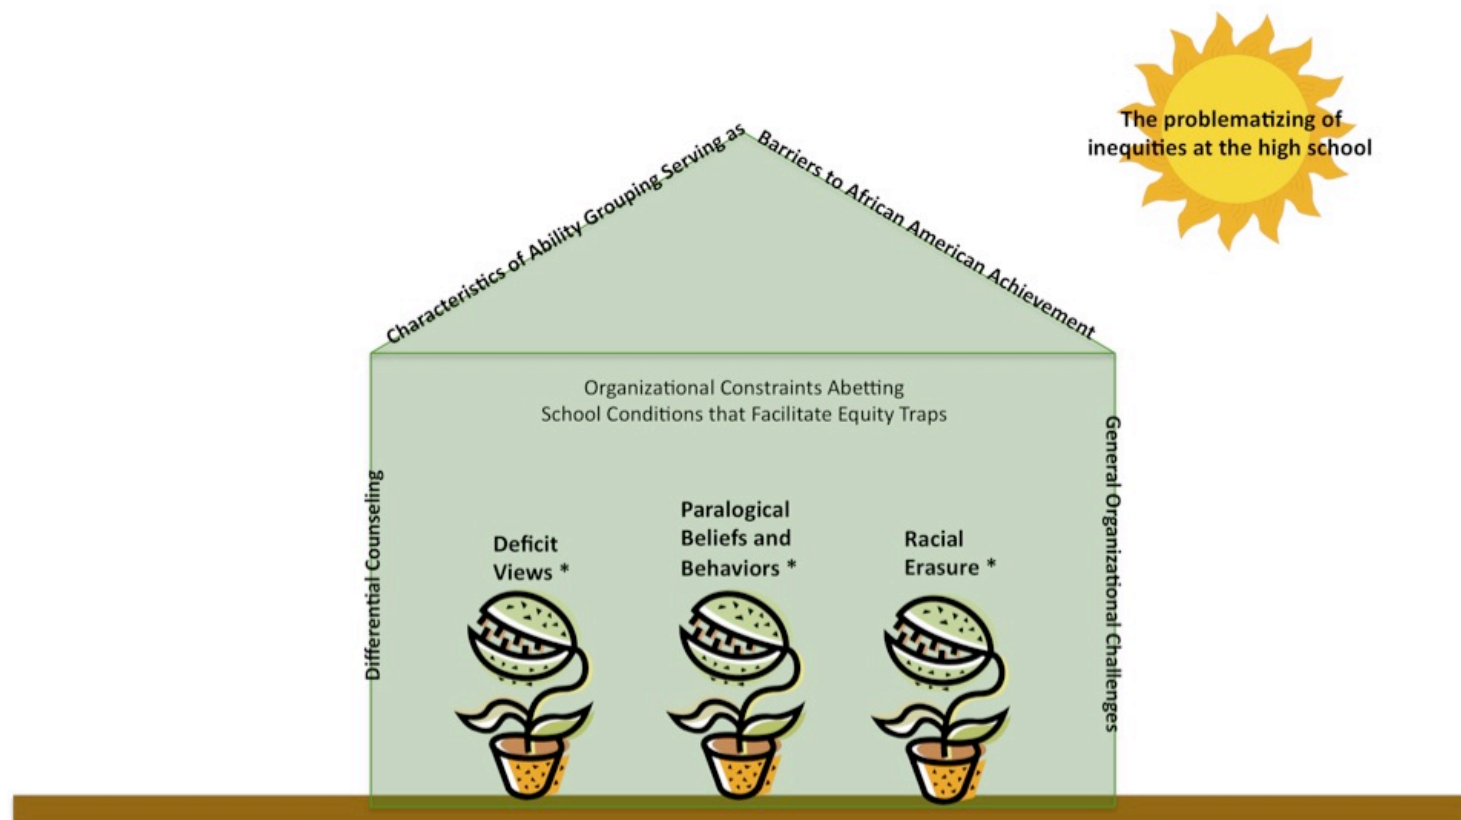 The problematizing of
inequities at the high school
Characteristics of Ability Grouping Serving as
Barriers to African American Achievement
Organizational Constraints Abetting
School Conditions that Facilitate Equity Traps
Differential Counseling
General Organizational Challenges
Deficit
Views *
Paralogical
Beliefs and
Behaviors *
Racial
Erasure *